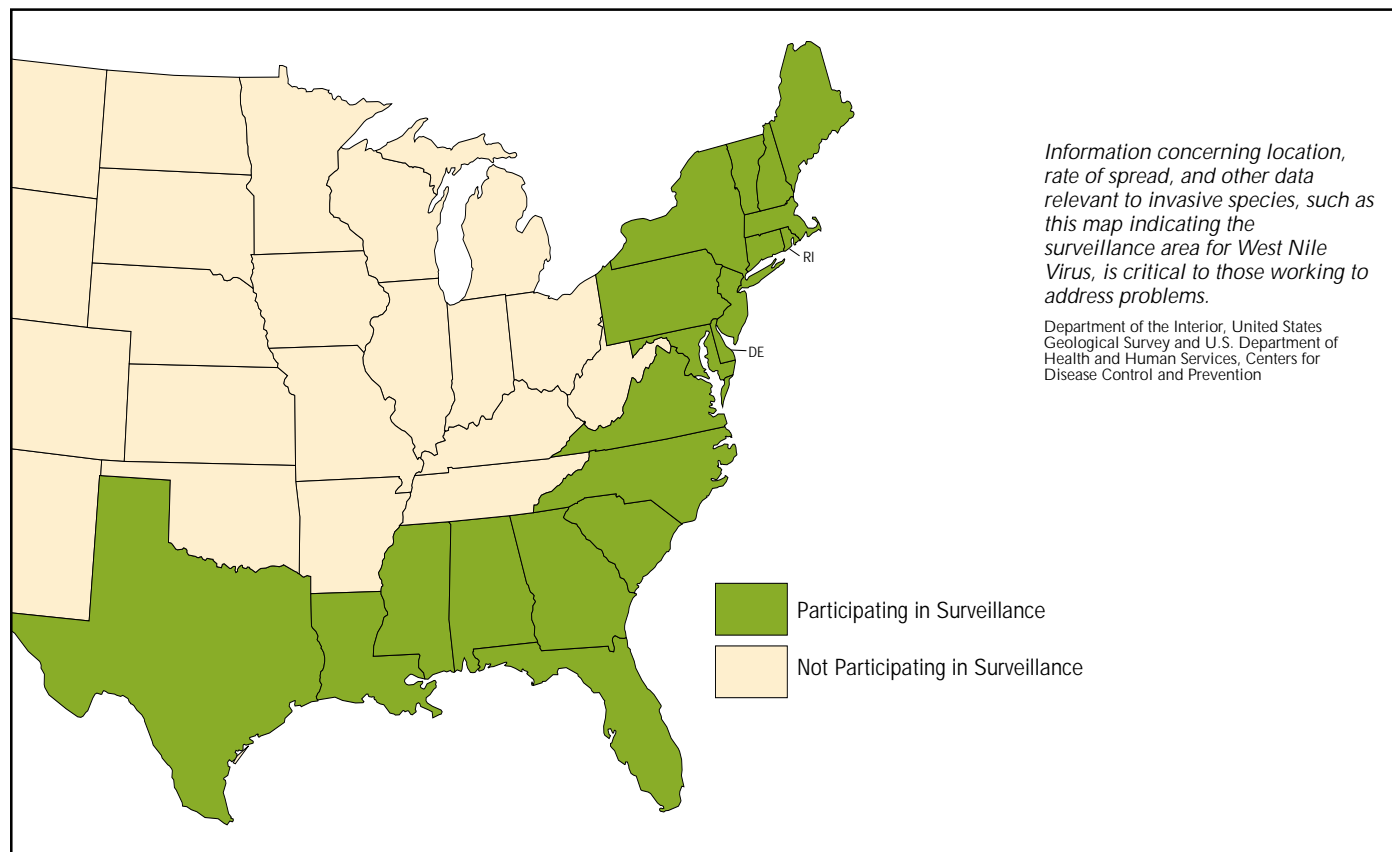 Information concerning location,
rate of spread, and other data
relevant to invasive species, such as
this map indicating the
surveillance area for West Nile
Virus, is critical to those working to
address problems.
Department of the Interior, United States
Geological Survey and U.S. Department of
Health and Human Services, Centers for
Disease Control and Prevention
RI
DE
Participating in Surveillance
Not Participating in Surveillance